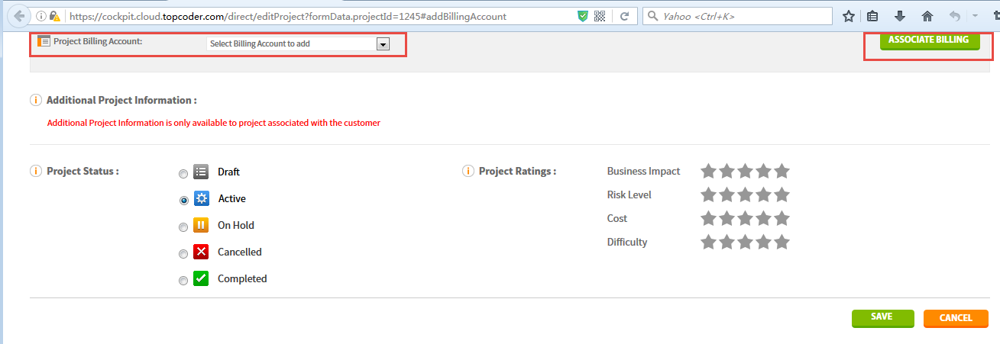 https://cockpit.cloud.topcoder.com/direct/editProject?formData.projectId=1245#addBillingAccount
Yahoo <Ctrl+K>
Project Billing Account:
Select Billing Account to add
ASSOCIATE BILLING
Additional Project Information :
Additional Project Information is only available to project associated with the customer
Project Status :
Draft
Active
On Hold
Cancelled
Completed
Project Ratings :
Business Impact
Risk Level
Cost
Difficulty
SAVE
CANCEL